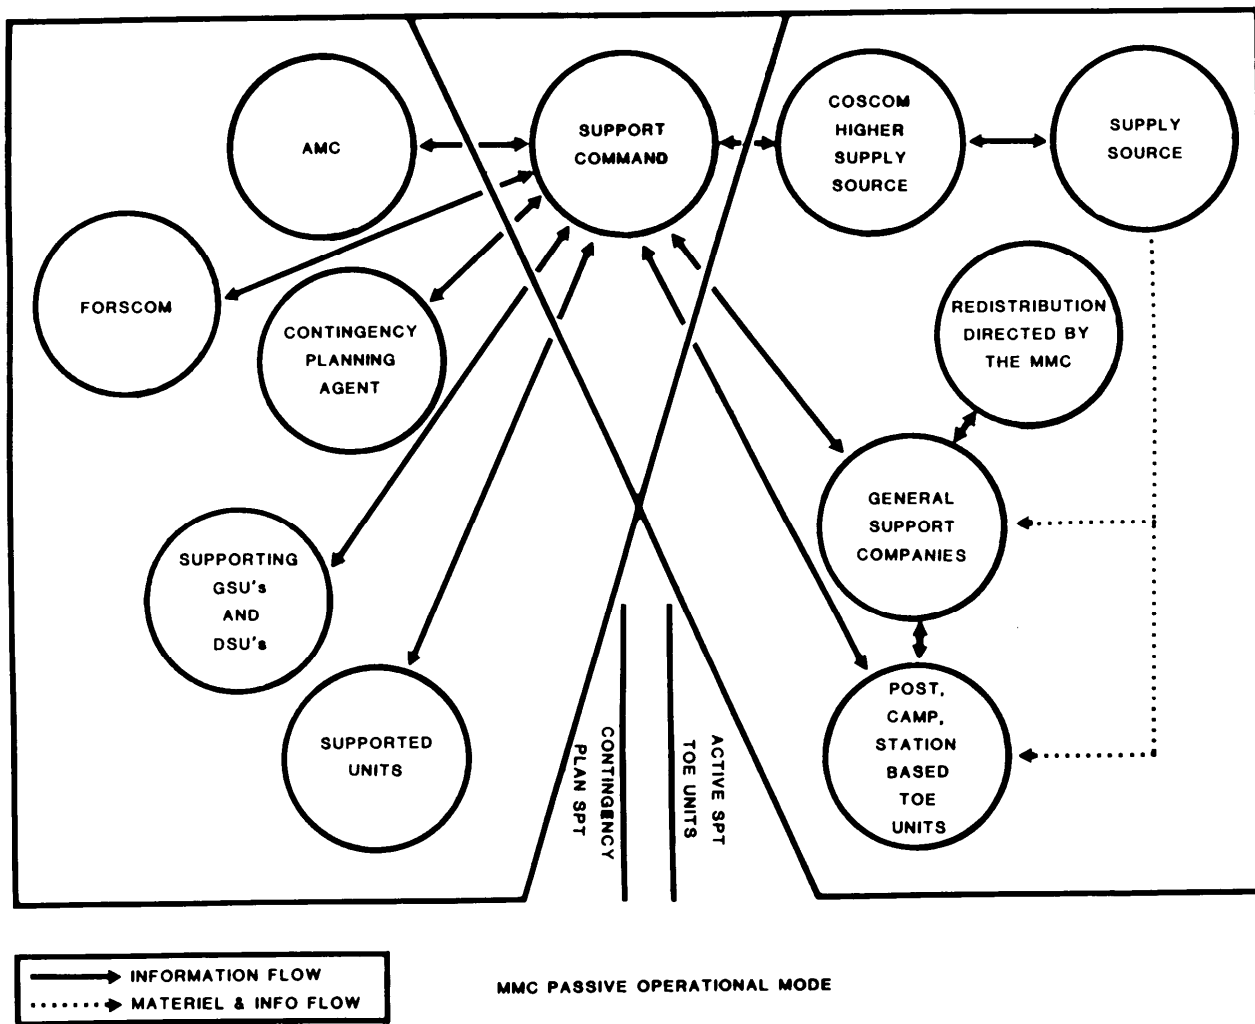 AMC
SUPPORT
COMMAND
COSCOM
HIGHER
SUPPLY
SOURCE
SUPPLY
SOURCE
FORSCOM
CONTINGENCY
PLANNING
AGENT
REDISTRIBUTION
DIRECTED BY
THE MMC
GENERAL
SUPPORT
COMPANIES
SUPPORTING
GSU's
AND
DSU's
SUPPORTED
UNITS
CONTINGENCY
PLAN SPT
ACTIVE SPT
TOE UNITS
POST,
CAMP,
STATION
BASED
TOE
UNITS
INFORMATION FLOW
MATERIEL & INFO FLOW
MMC PASSIVE OPERATIONAL MODE